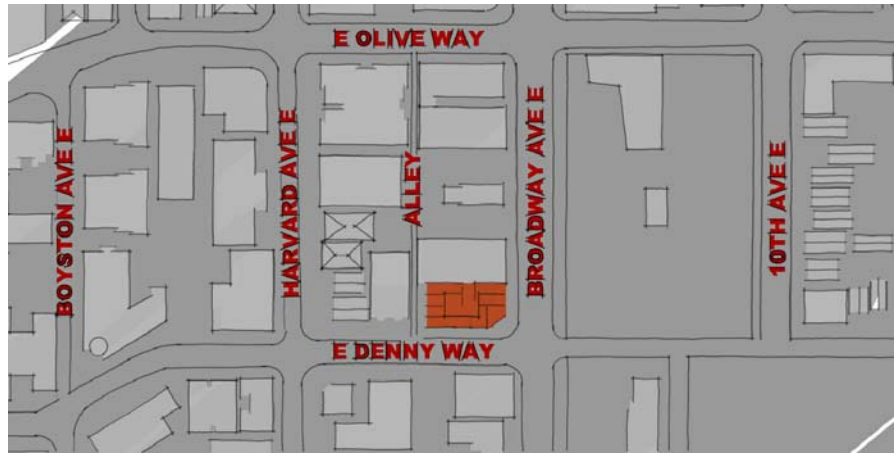 E OLIVE WAY
BOYSTON AVE E
HARVARD AVE E
ALLEY
BROADWAY AVE E
10TH AVE E
E DENNY WAY